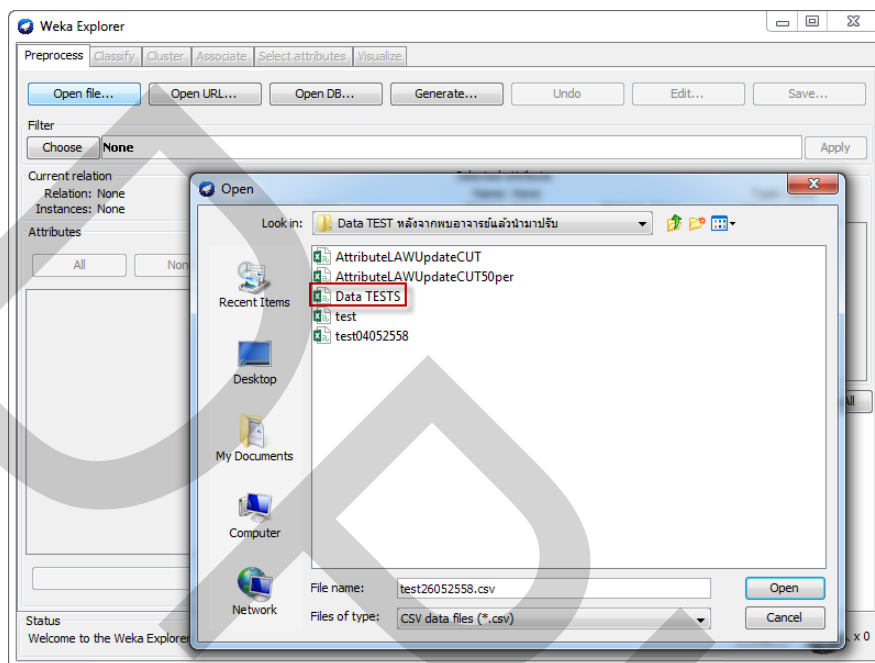 Weka Explorer
Preprocess Classify Cluster Associate Select attributes Visualize
Open file... Open URL... Open DB... Generate... Undo Edit... Save...
Filter
Choose None Apply
Current relation
Relation: None
Instances: None
Attributes
All
Open
Look in: Data TEST หลังจากพบอาจารย์แล้วนำมาปรับ
AttributeLAWUpdateCUT
AttributeLAWUpdateCUT50per
Data TESTS
test
test04052558
Recent Items
Desktop
My Documents
Computer
Network
File name: test26052558.csv Open
Files of type: CSV data files (*.csv) Cancel
All
Status
Welcome to the Weka Explorer
x 0